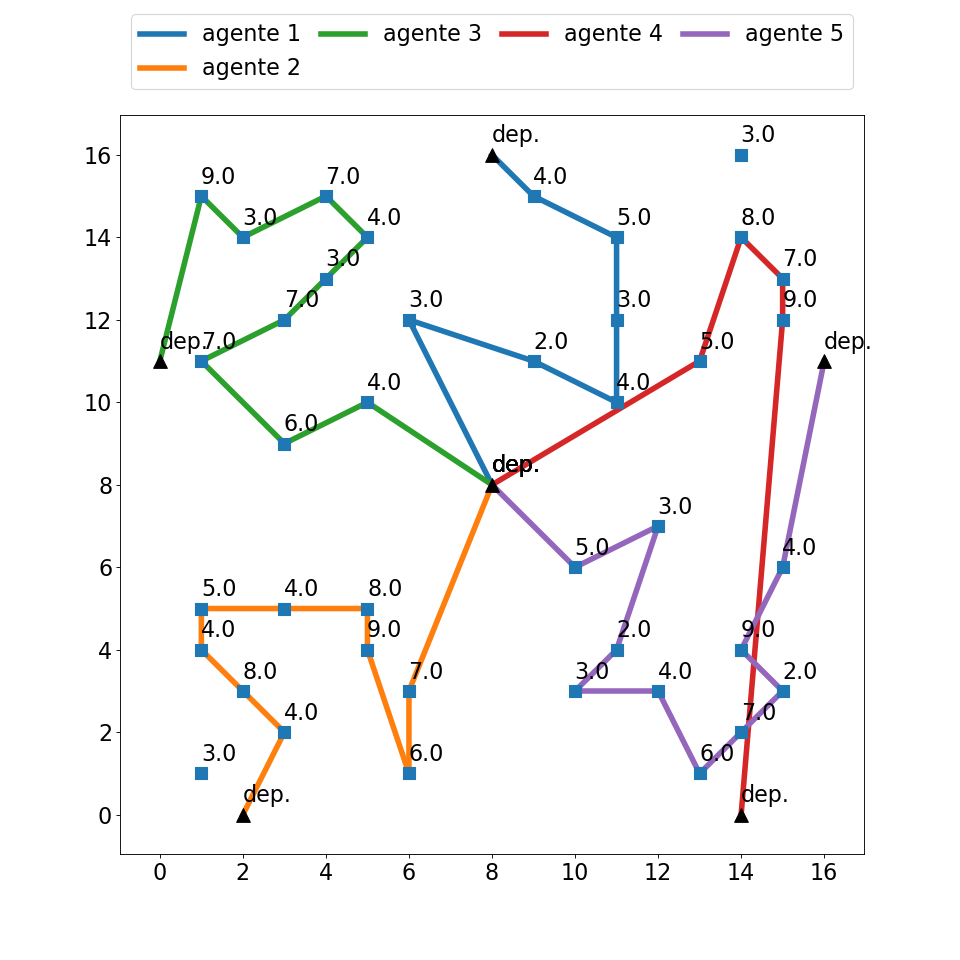 agente 1 agente 3 agente 4 agente 5
agente 2
dep. 3.0
16
9.0 7.0 4.0
3.0 4.0 5.0 8.0
14
3.0 7.0
7.0 3.0 3.0 9.0
12
dep. 7.0 2.0 5.0 dep.
4.0 4.0
10
6.0
dep. dep.
8
3.0
5.0 4.0
6
5.0 4.0 8.0
4.0 9.0 2.0 9.0
4
8.0 7.0 3.0 4.0 2.0
4.0 7.0
2
3.0 6.0 6.0
dep. dep.
0
0 2 4 6 8 10 12 14 16